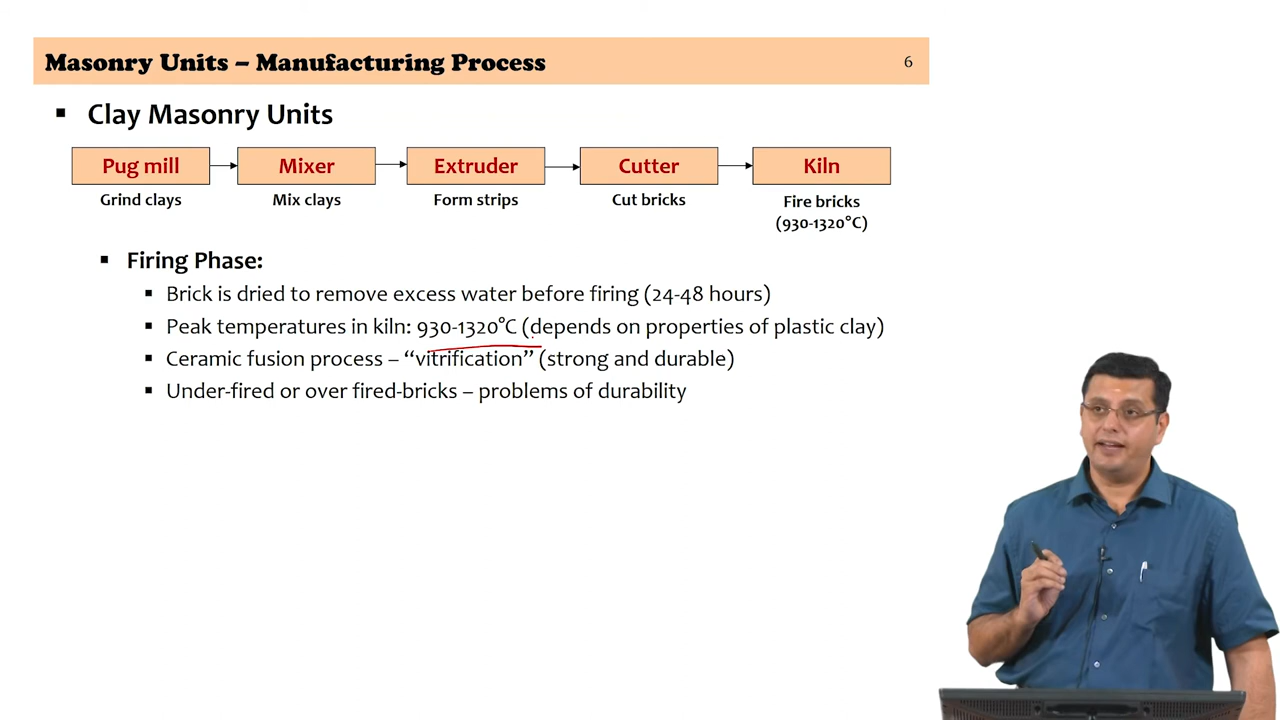 Masonry Units – Manufacturing Process 6
▪ Clay Masonry Units
Pug mill Mixer Extruder Cutter Kiln
Grind clays Mix clays Form strips Cut bricks Fire bricks
(930-1320°C)
▪ Firing Phase:
▪ Brick is dried to remove excess water before firing (24-48 hours)
▪ Peak temperatures in kiln: 930-1320°C (depends on properties of plastic clay)
▪ Ceramic fusion process – “vitrification” (strong and durable)
▪ Under-fired or over fired-bricks – problems of durability